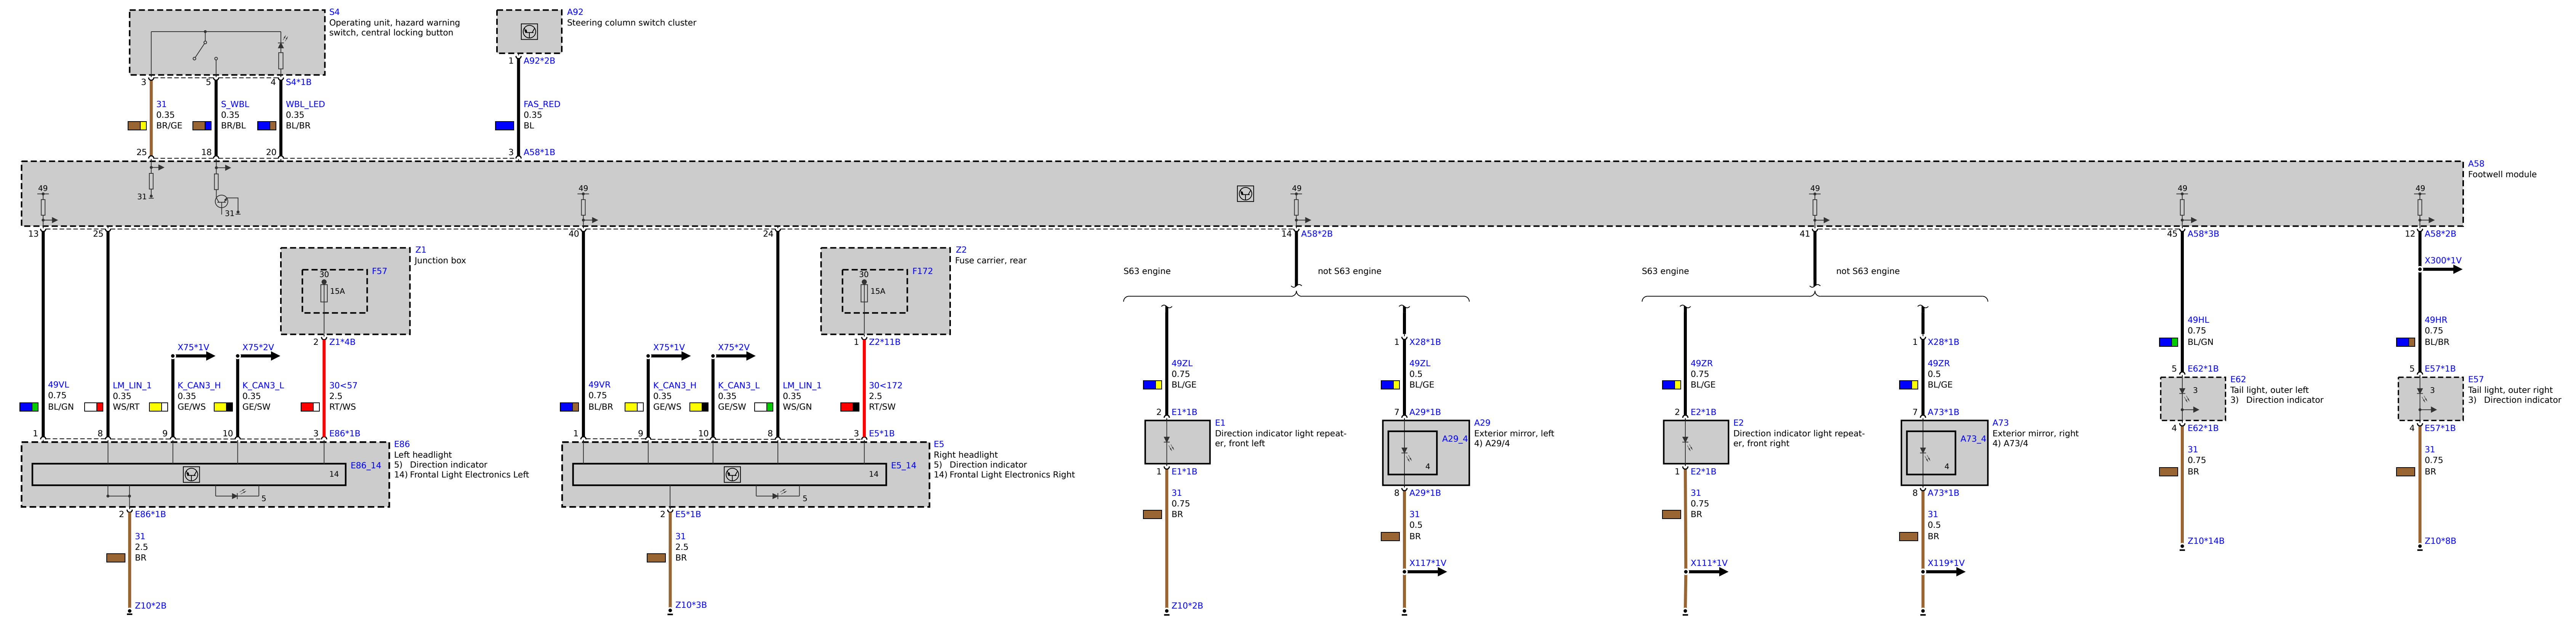 S4
Operating unit, hazard warning
switch, central locking button
A92
Steering column switch cluster
3
5
4
S4*1B
1
A92*2B
31
0.35
BR/GE
S_WBL
0.35
BR/BL
WBL_LED
0.35
BL/BR
FAS_RED
0.35
BL
25
18
20
3
A58*1B
A58
Footwell module
49
31
31
49
49
49
49
49
13
25
40
24
14
A58*2B
41
45
A58*3B
12
A58*2B
Z1
Junction box
F57
30
15A
2
Z1*4B
Z2
Fuse carrier, rear
F172
30
15A
1
Z2*11B
S63 engine
not S63 engine
S63 engine
not S63 engine
X300*1V
X75*1V
X75*2V
X75*1V
X75*2V
1
X28*1B
1
X28*1B
49VL
0.75
BL/GN
LM_LIN_1
0.35
WS/RT
K_CAN3_H
0.35
GE/WS
K_CAN3_L
0.35
GE/SW
30<57
2.5
RT/WS
49VR
0.75
BL/BR
K_CAN3_H
0.35
GE/WS
K_CAN3_L
0.35
GE/SW
LM_LIN_1
0.35
WS/GN
30<172
2.5
RT/SW
49ZL
0.75
BL/GE
49ZL
0.5
BL/GE
49ZR
0.75
BL/GE
49ZR
0.5
BL/GE
49HL
0.75
BL/GN
49HR
0.75
BL/BR
1
8
9
10
3
E86*1B
1
9
10
8
3
E5*1B
2
E1*1B
7
A29*1B
2
E2*1B
7
A73*1B
5
E62*1B
5
E57*1B
E86
Left headlight
5) Direction indicator
14) Frontal Light Electronics Left
E86_14
14
5
E5
Right headlight
5) Direction indicator
14) Frontal Light Electronics Right
E5_14
14
5
E1
Direction indicator light repeat-
er, front left
A29
Exterior mirror, left
4) A29/4
A29_4
4
E2
Direction indicator light repeat-
er, front right
A73
Exterior mirror, right
4) A73/4
A73_4
4
E62
Tail light, outer left
3) Direction indicator
3
E57
Tail light, outer right
3) Direction indicator
3
2
E86*1B
2
E5*1B
1
E1*1B
8
A29*1B
1
E2*1B
8
A73*1B
4
E62*1B
4
E57*1B
31
2.5
BR
31
2.5
BR
31
0.75
BR
31
0.5
BR
31
0.75
BR
31
0.5
BR
31
0.75
BR
31
0.75
BR
X117*1V
X111*1V
X119*1V
Z10*2B
Z10*3B
Z10*2B
Z10*14B
Z10*8B